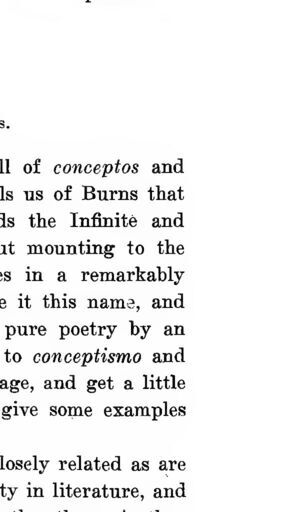 s.
ll of conceptos and
ls us of Burns that
ds the Infinite and
ut mounting to the
es in a remarkably
e it this name, and
pure poetry by an
to conceptismo and
age, and get a little
give some examples
losely related as are
ty in literature, and